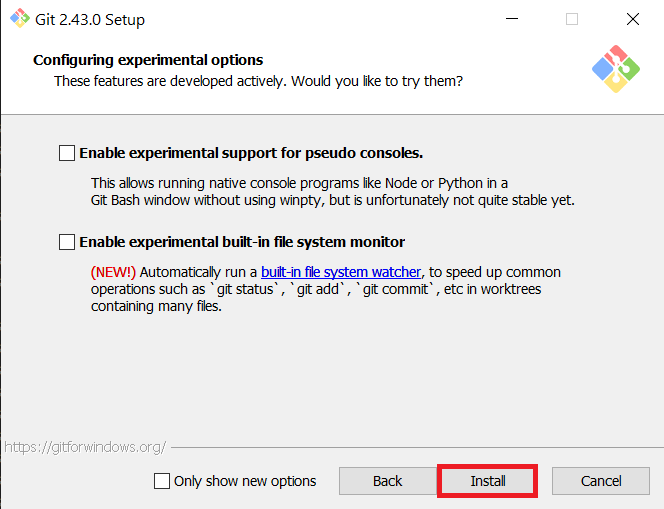 Git 2.43.0 Setup
Configuring experimental options
These features are developed actively. Would you like to try them?
Enable experimental support for pseudo consoles.
This allows running native console programs like Node or Python in a
Git Bash window without using winpty, but is unfortunately not quite stable yet.
Enable experimental built-in file system monitor
(NEW!) Automatically run a built-in file system watcher, to speed up common
operations such as `git status`, `git add`, `git commit`, etc in worktrees
containing many files.
https://gitforwindows.org/
Only show new options Back Install Cancel